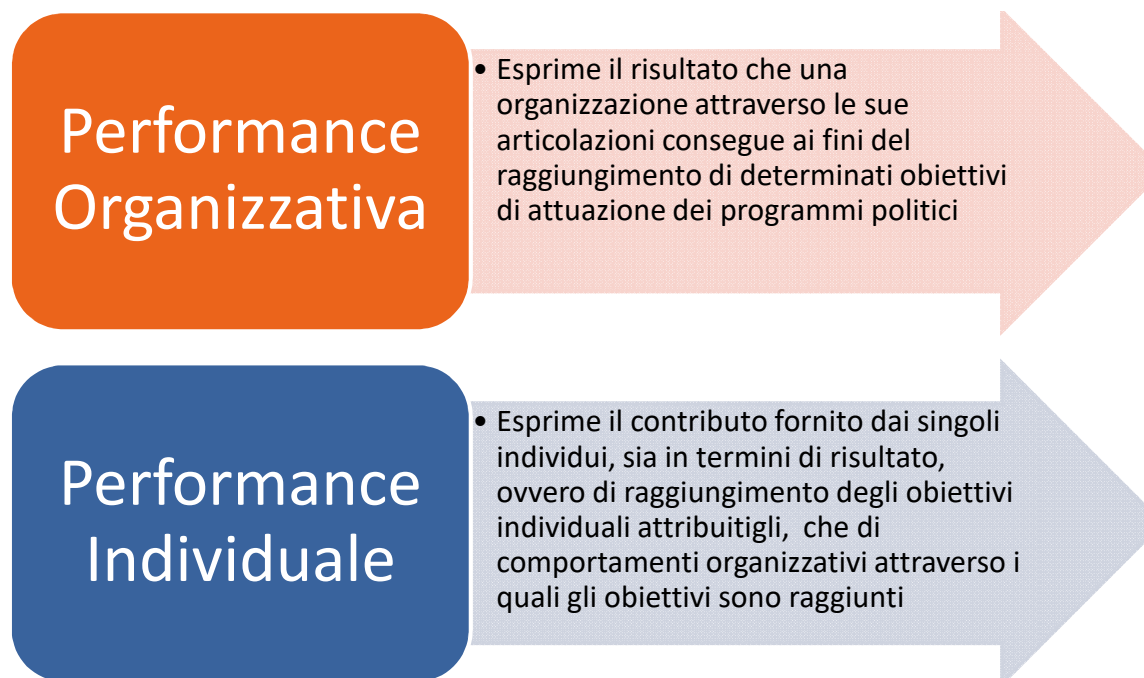 Performance
Organizzativa
• Esprime il risultato che una
organizzazione attraverso le sue
articolazioni consegue ai fini del
raggiungimento di determinati obiettivi
di attuazione dei programmi politici
Performance
Individuale
• Esprime il contributo fornito dai singoli
individui, sia in termini di risultato,
ovvero di raggiungimento degli obiettivi
individuali attribuitigli,  che di
comportamenti organizzativi attraverso i
quali gli obiettivi sono raggiunti